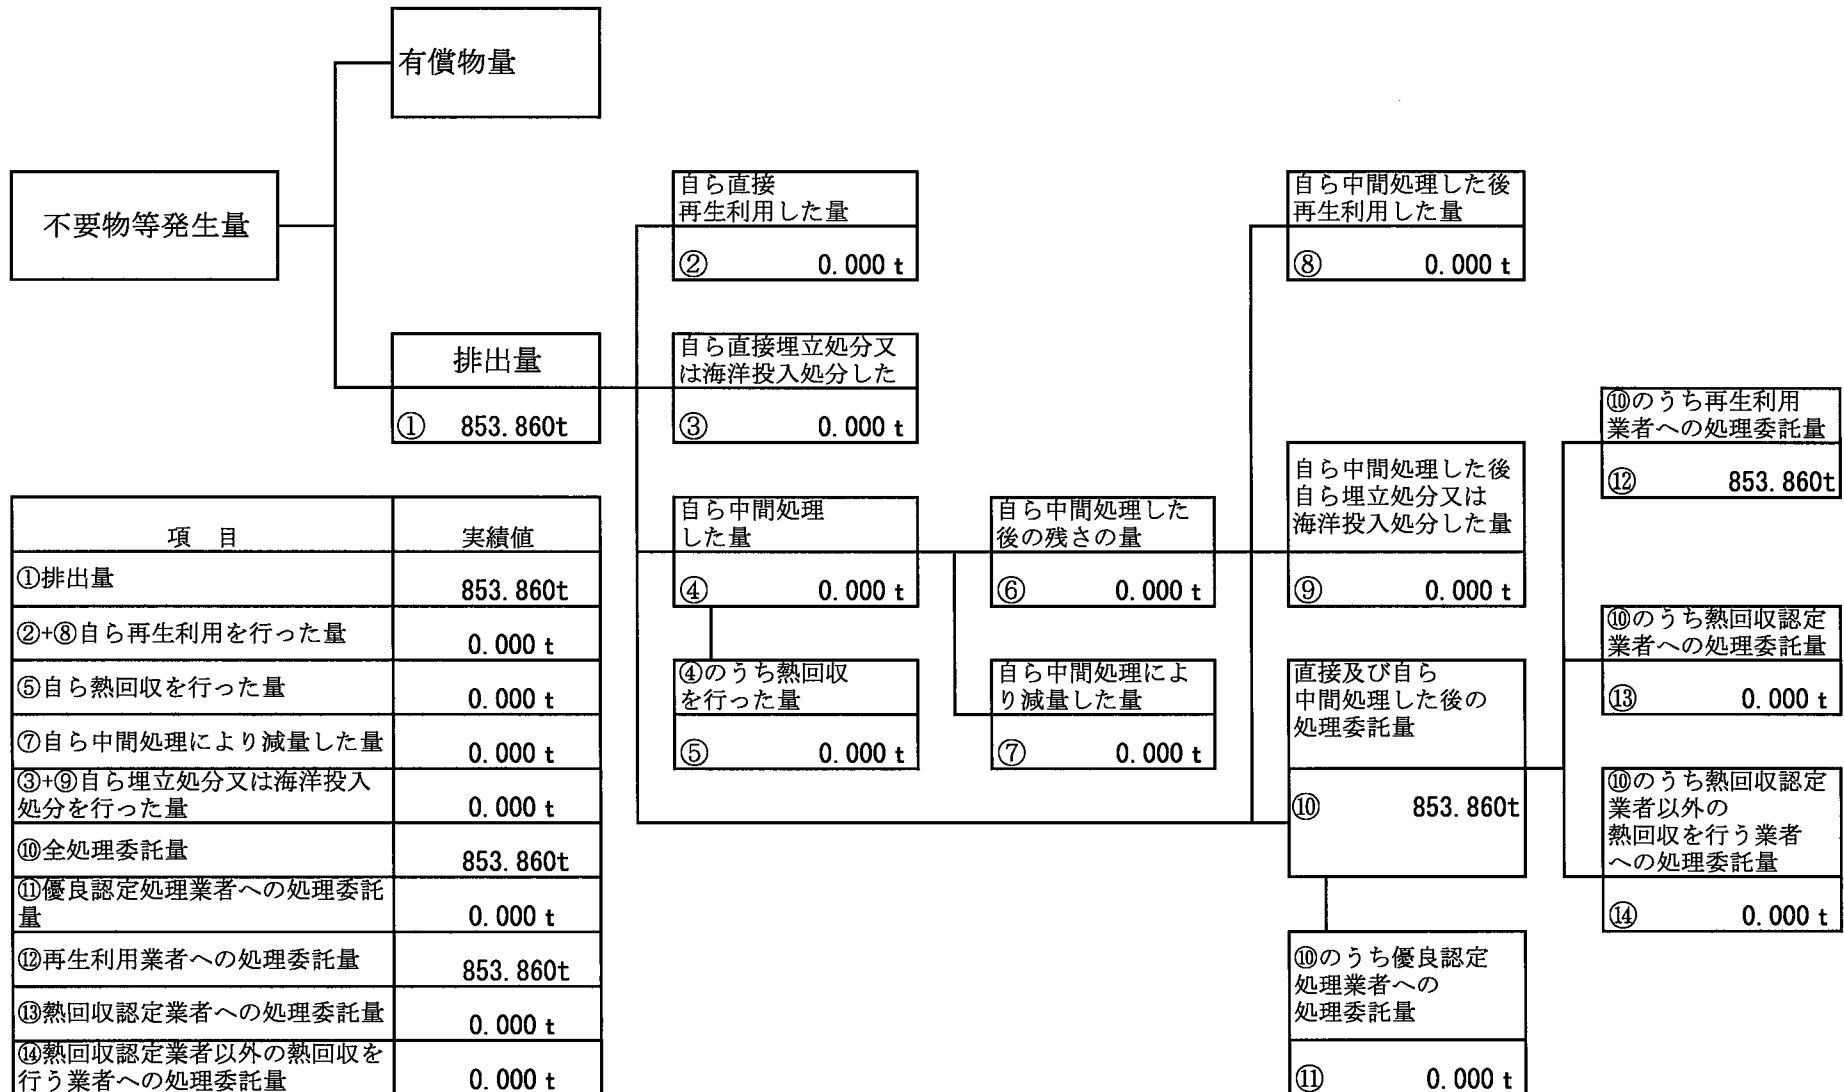 有償物量
不要物等発生量
排出量
① 853.860t
自ら直接
再生利用した量
② 0.000 t
自ら直接埋立処分又
は海洋投入処分した
③ 0.000 t
自ら中間処理
した量
④ 0.000 t
④のうち熱回収
を行った量
⑤ 0.000 t
自ら中間処理した
後の残さの量
⑥ 0.000 t
自ら中間処理によ
り減量した量
⑦ 0.000 t
自ら中間処理した後
再生利用した量
⑧ 0.000 t
自ら中間処理した後
自ら埋立処分又は
海洋投入処分した量
⑨ 0.000 t
直接及び自ら
中間処理した後の
処理委託量
⑩ 853.860t
⑩のうち優良認定
処理業者への
処理委託量
⑪ 0.000 t
⑩のうち再生利用
業者への処理委託量
⑫ 853.860t
⑩のうち熱回収認定
業者への処理委託量
⑬ 0.000 t
⑩のうち熱回収認定
業者以外の
熱回収を行う業者
への処理委託量
⑭ 0.000 t
項 目 実績値
①排出量 853.860t
②+⑧自ら再生利用を行った量 0.000 t
⑤自ら熱回収を行った量 0.000 t
⑦自ら中間処理により減量した量 0.000 t
③+⑨自ら埋立処分又は海洋投入
処分を行った量 0.000 t
⑩全処理委託量 853.860t
⑪優良認定処理業者への処理委託
量 0.000 t
⑫再生利用業者への処理委託量 853.860t
⑬熱回収認定業者への処理委託量 0.000 t
⑭熱回収認定業者以外の熱回収を
行う業者への処理委託量 0.000 t